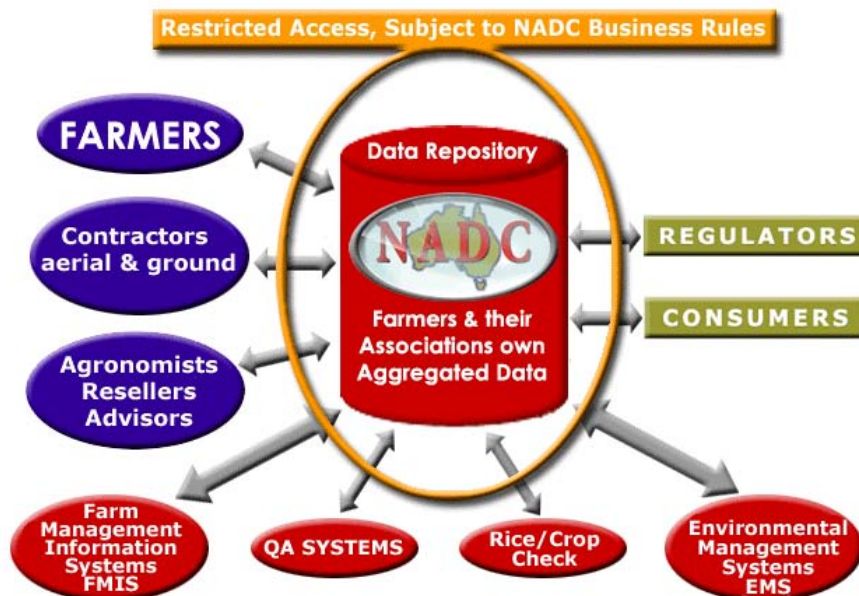 Restricted Access, Subject to NADC Business Rules
FARMERS
Contractors
aerial & ground
Agronomists
Resellers
Advisors
Data Repository
NADC
Farmers & their
Associations own
Aggregated Data
REGULATORS
CONSUMERS
Farm
Management
Information
Systems
FMIS
QA SYSTEMS
Rice/Crop
Check
Environmental
Management
Systems
EMS